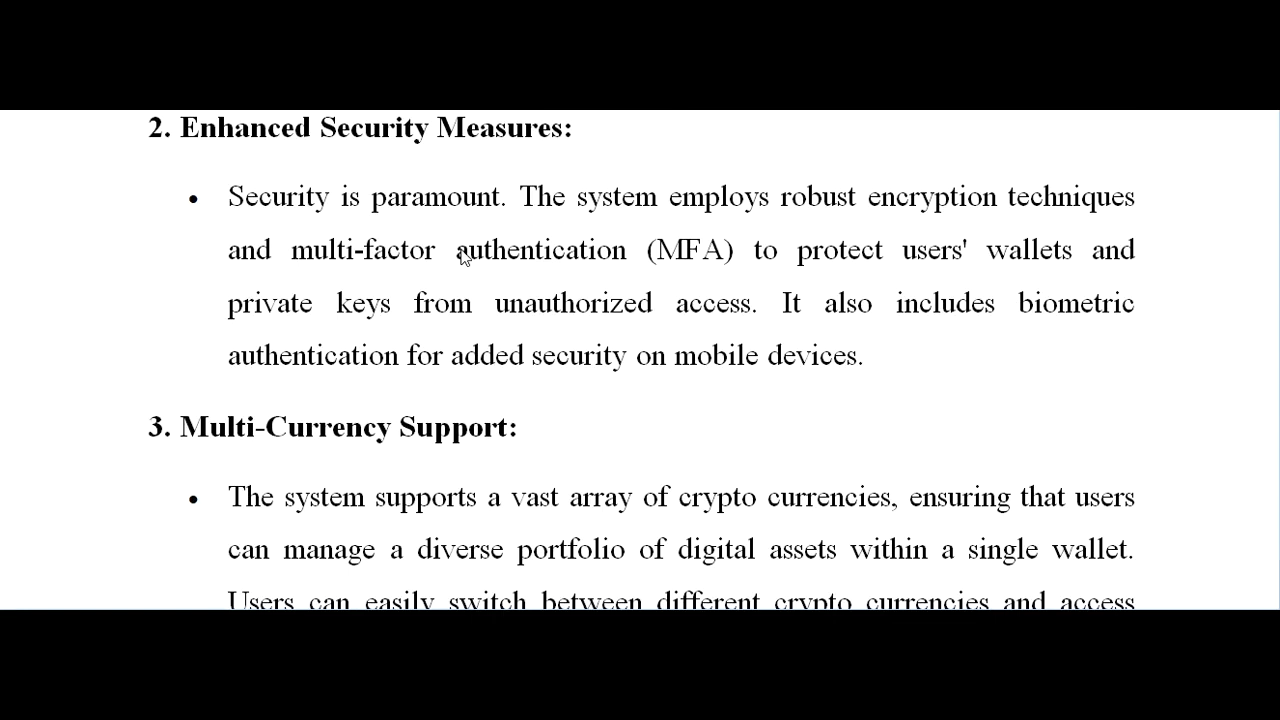 2. Enhanced Security Measures:
• Security is paramount. The system employs robust encryption techniques
and multi-factor authentication (MFA) to protect users' wallets and
private keys from unauthorized access. It also includes biometric
authentication for added security on mobile devices.
3. Multi-Currency Support:
• The system supports a vast array of crypto currencies, ensuring that users
can manage a diverse portfolio of digital assets within a single wallet.
Users can easily switch between different crypto currencies and access